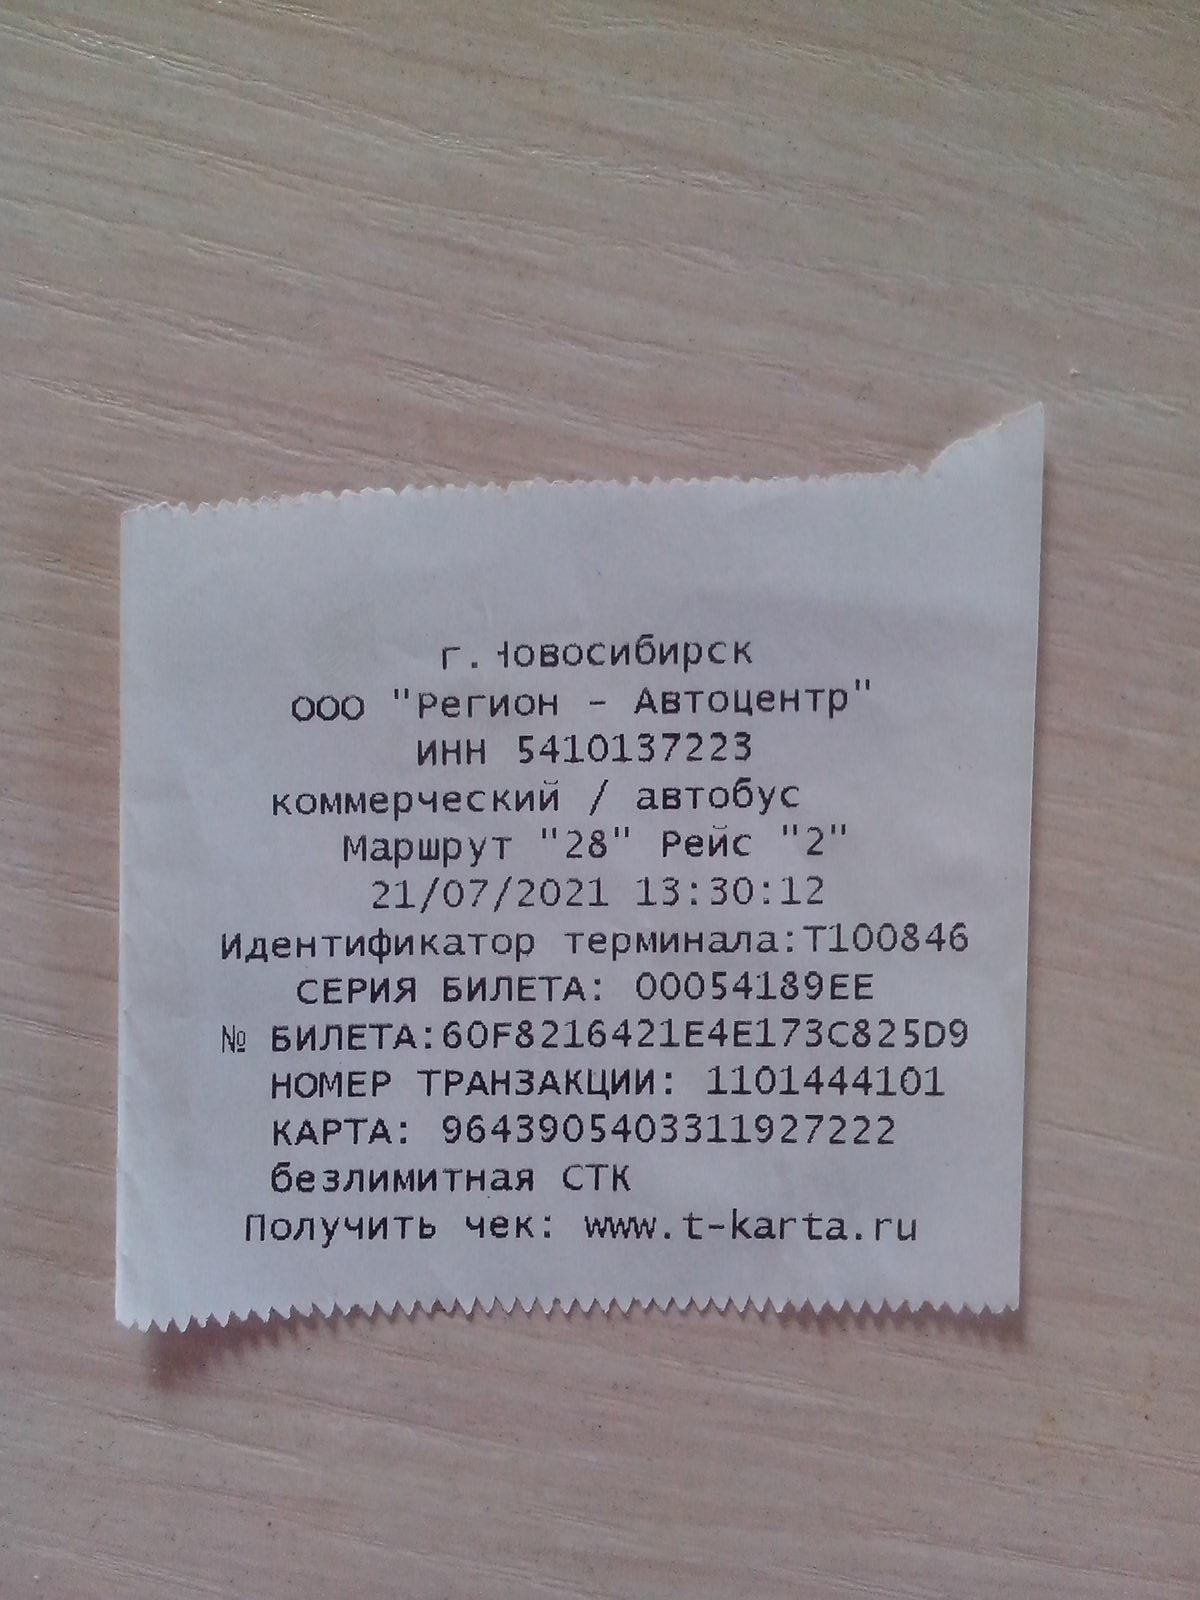 г.Новосибирск
ООО "Регион - Автоцентр"
ИНН 5410137223
коммерческий / автобус
Маршрут "28" Рейс "2"
21/07/2021 13:30:12
Идентификатор терминала:Т100846
СЕРИЯ БИЛЕТА: 00054189EE
№ БИЛЕТА:60F8216421E4E173C825D9
НОМЕР ТРАНЗАКЦИИ: 1101444101
КАРТА: 9643905403311927222
безлимитная СТК
Получить чек: www.t-karta.ru